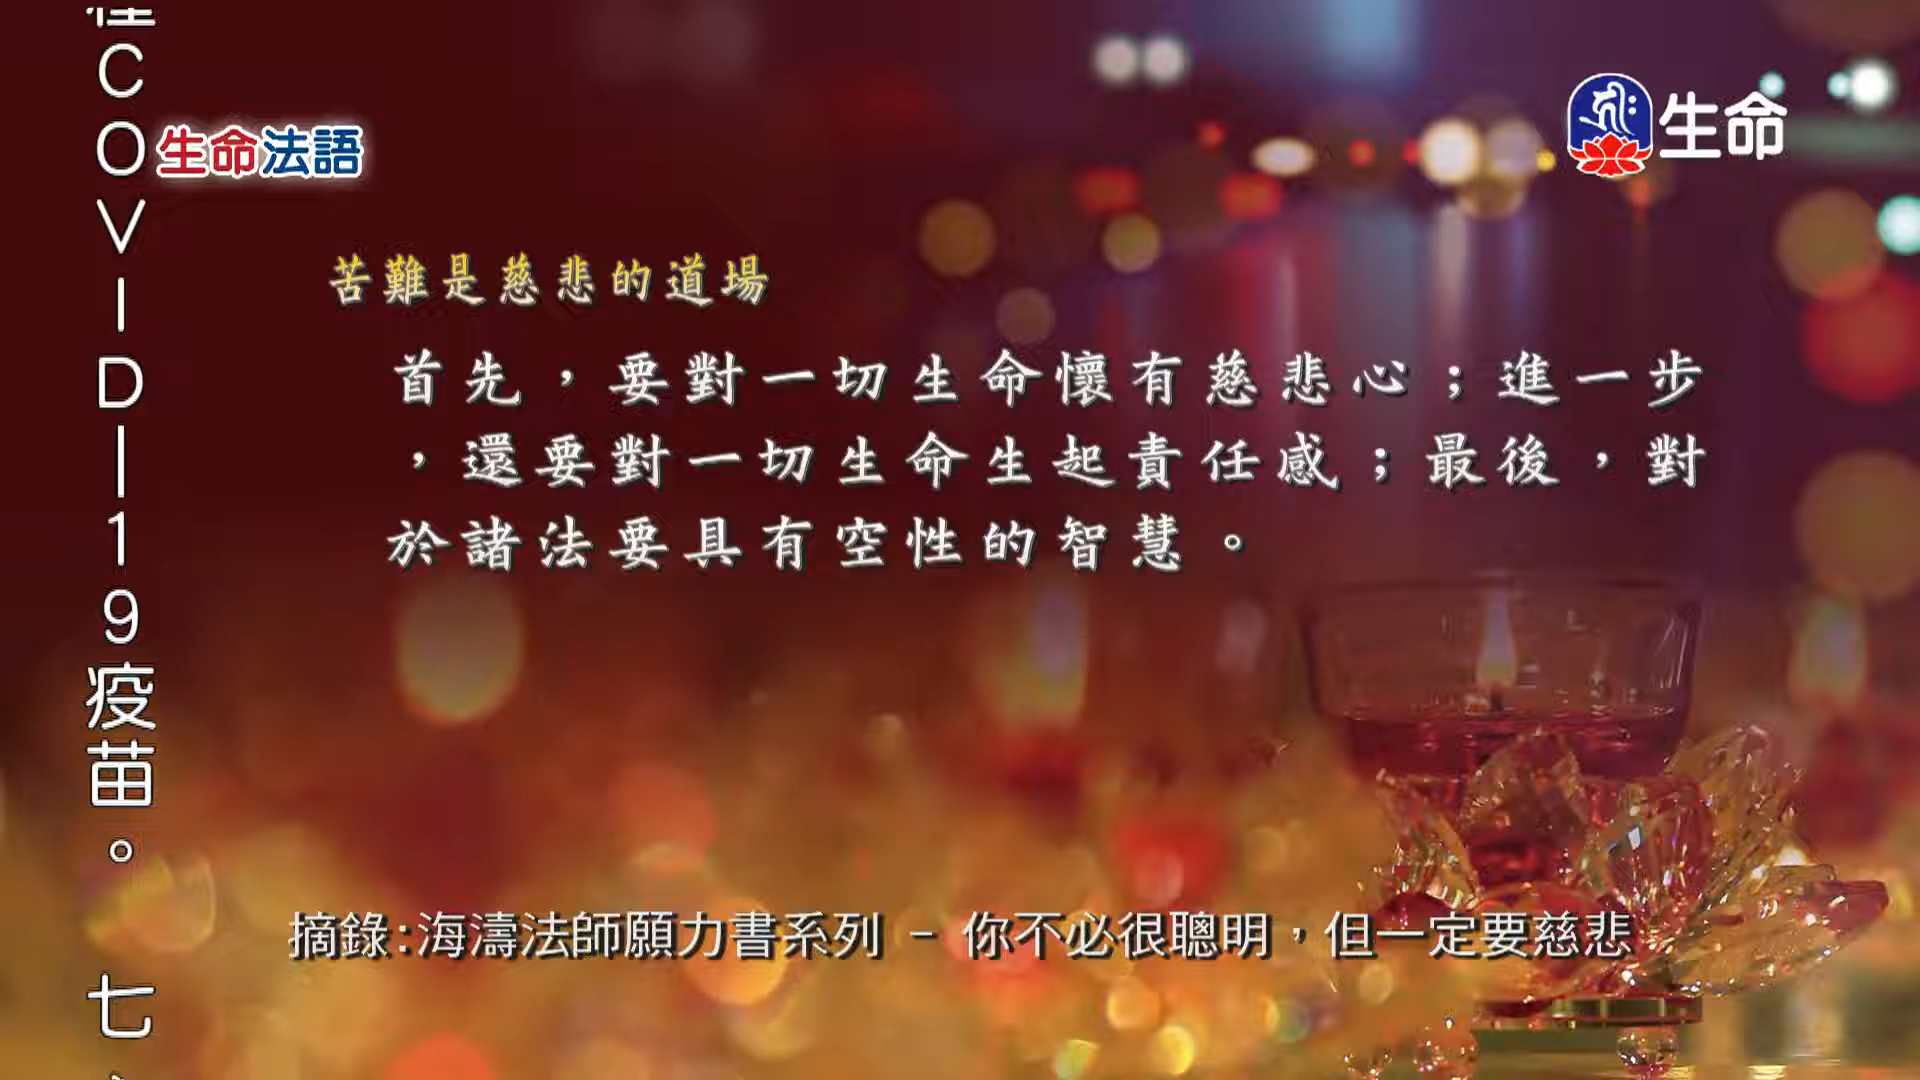 COVID-19疫苗。七
生命法語
生命
苦難是慈悲的道場
首先，要對一切生命懷有慈悲心；進一步
，還要對一切生命生起責任感；最後，對
於諸法要具有空性的智慧。
摘錄:海濤法師願力書系列 - 你不必很聰明，但一定要慈悲